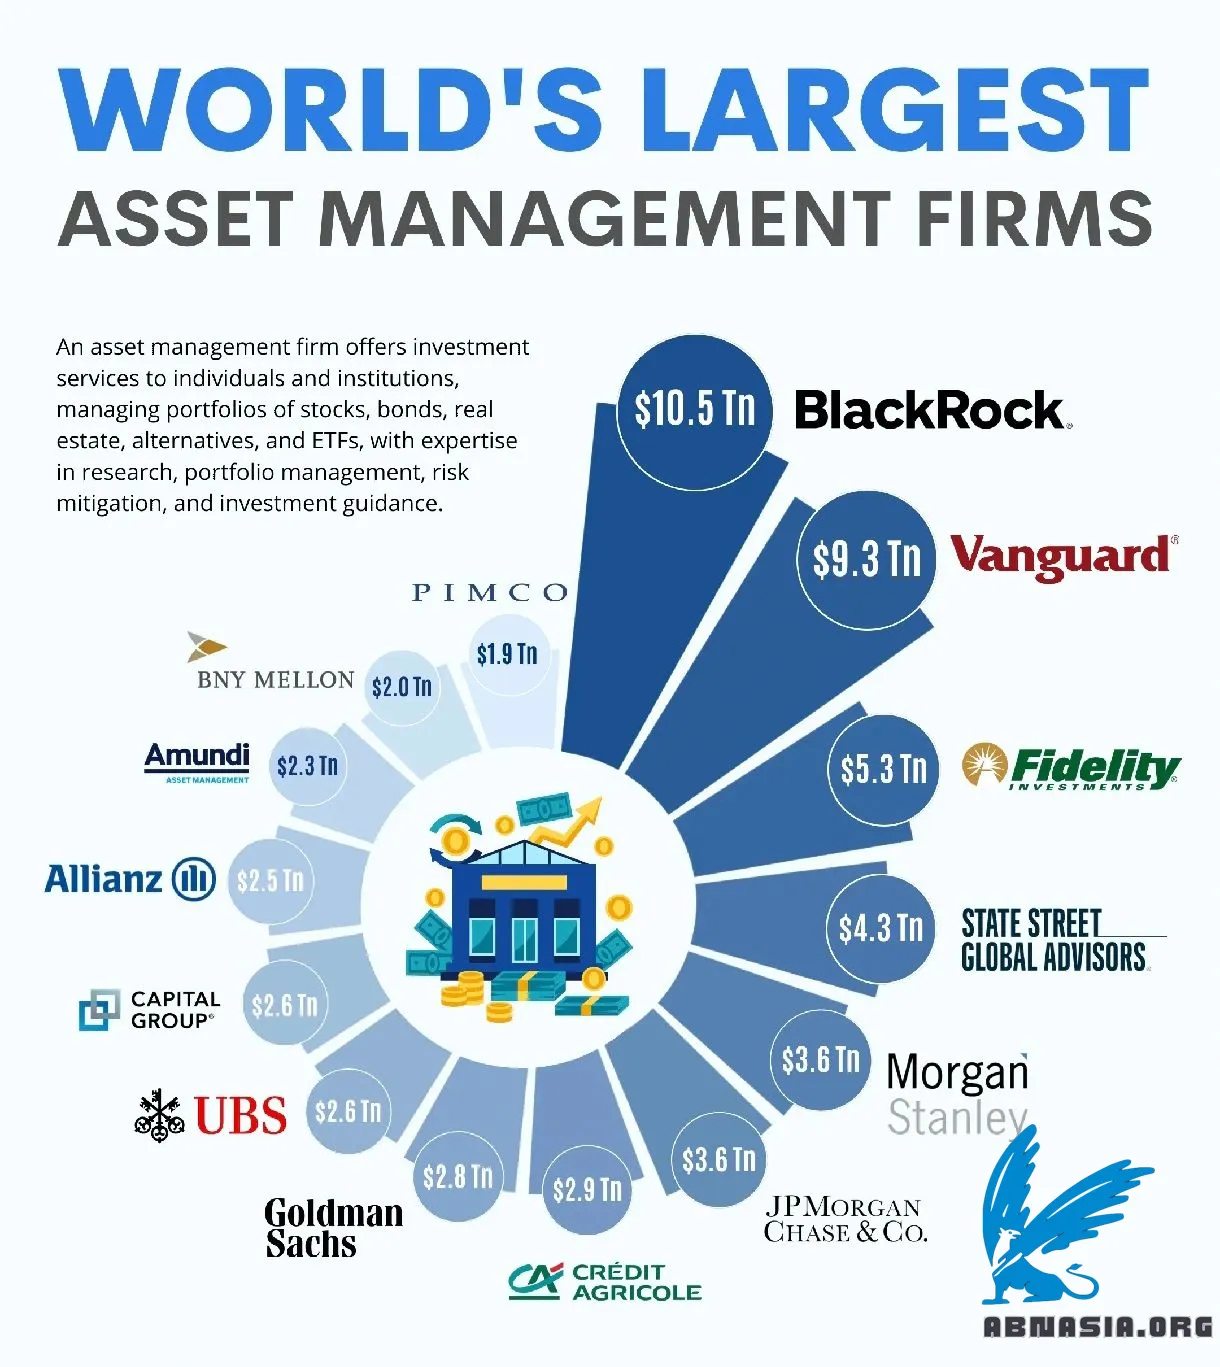 WORLD'S LARGEST
ASSET MANAGEMENT FIRMS
An asset management firm offers investment
services to individuals and institutions,
managing portfolios of stocks, bonds, real
estate, alternatives, and ETFs, with expertise
in research, portfolio management, risk
mitigation, and investment guidance.
$10.5 Tn
BlackRock®
$9.3 Tn
Vanguard®
$5.3 Tn
Fidelity®
INVESTMENTS
$4.3 Tn
STATE STREET
GLOBAL ADVISORS
$3.6 Tn
Morgan
Stanley
$3.6 Tn
JPMORGAN
CHASE & CO.
$2.9 Tn
CA CRÉDIT
AGRICOLE
$2.8 Tn
Goldman
Sachs
$2.6 Tn
UBS
$2.6 Tn
CAPITAL
GROUP®
$2.5 Tn
Allianz
$2.3 Tn
Amundi
ASSET MANAGEMENT
$2.0 Tn
BNY MELLON
$1.9 Tn
PIMCO
ABNASIA.ORG